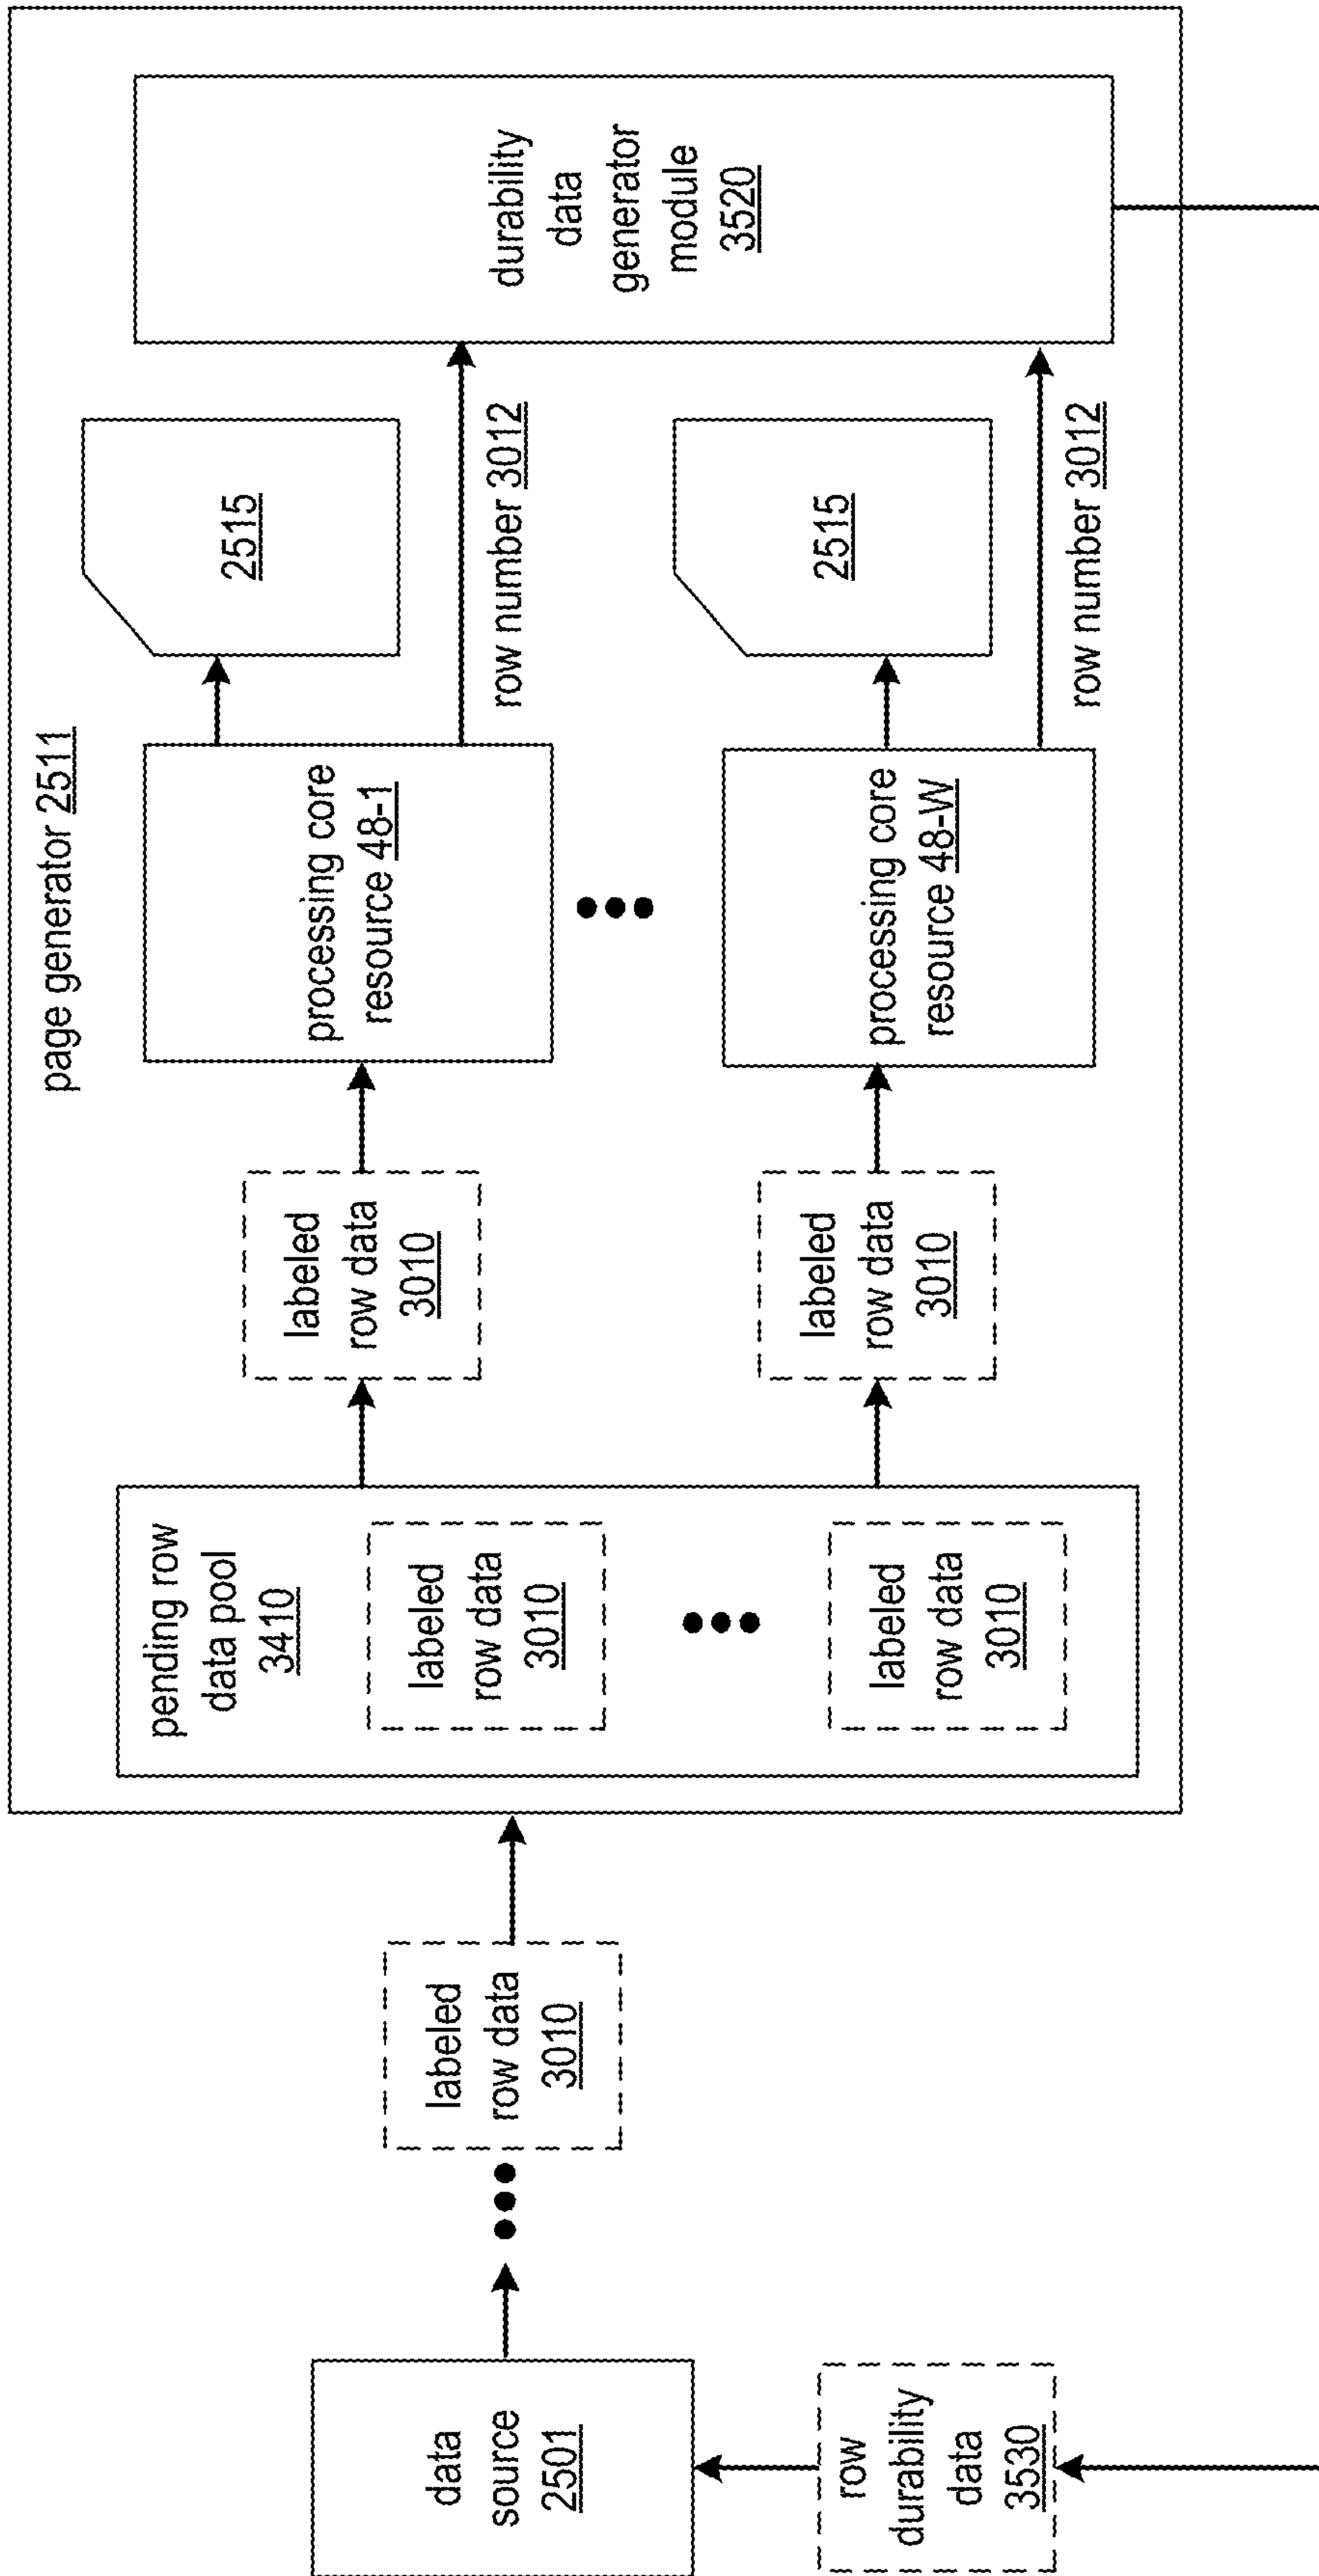 page generator 2511
data
source 2501
row
durability
data
3530
labeled
row data
3010
pending row
data pool
3410
labeled
row data
3010
labeled
row data
3010
labeled
row data
3010
labeled
row data
3010
processing core
resource 48-1
processing core
resource 48-W
2515
row number 3012
2515
row number 3012
durability
data
generator
module
3520